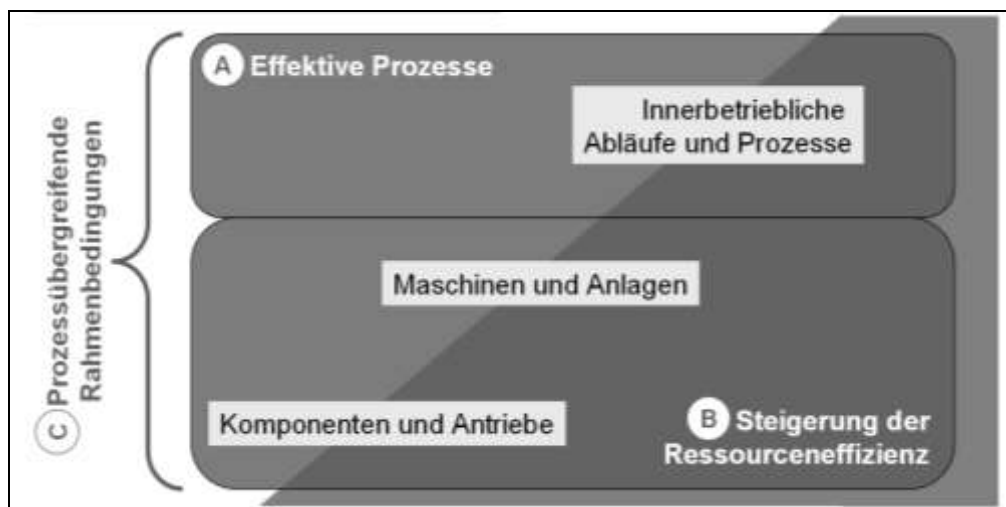 C Prozessübergreifende
Rahmenbedingungen
A Effektive Prozesse
Innerbetriebliche
Abläufe und Prozesse
Maschinen und Anlagen
Komponenten und Antriebe
B Steigerung der
Ressourceneffizienz